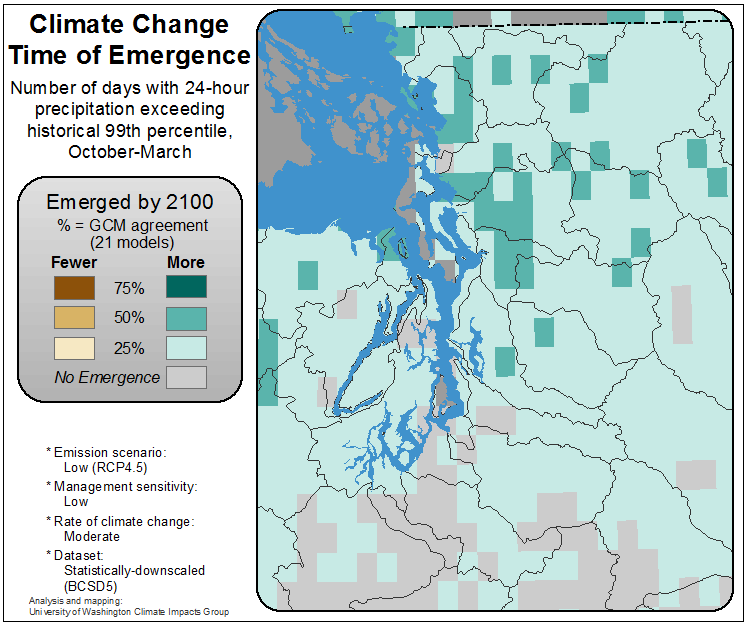 Climate Change
Time of Emergence
Number of days with 24-hour
precipitation exceeding
historical 99th percentile,
October-March
Emerged by 2100
% = GCM agreement
(21 models)
Fewer More
75%
50%
25%
No Emergence
* Emission scenario:
Low (RCP4.5)
* Management sensitivity:
Low
* Rate of climate change:
Moderate
* Dataset:
Statistically-downscaled
(BCSD5)
Analysis and mapping:
University of Washington Climate Impacts Group